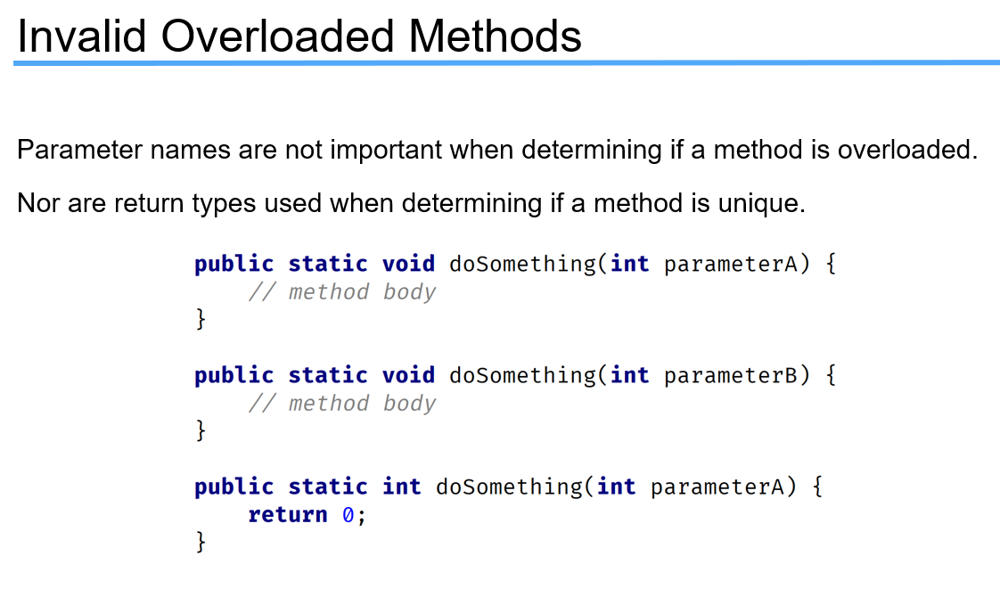 Invalid Overloaded Methods
Parameter names are not important when determining if a method is overloaded.
Nor are return types used when determining if a method is unique.
public static void doSomething(int parameterA) {
    // method body
}
public static void doSomething(int parameterB) {
    // method body
}
public static int doSomething(int parameterA) {
    return 0;
}